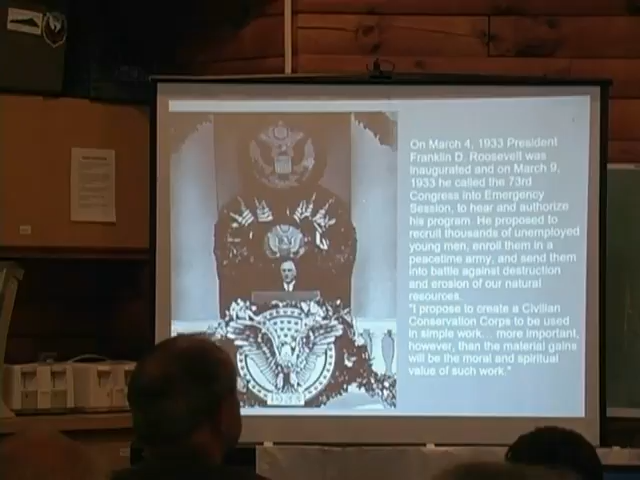 On March 4, 1933 President
Franklin D. Roosevelt was
inaugurated and on March 9,
1933 he called the 73rd
Congress into Emergency
Session, to hear and authorize
his program. He proposed to
recruit thousands of unemployed
young men, enroll them in a
peacetime army, and send them
into battle against destruction
and erosion of our natural
resources.
"I propose to create a Civilian
Conservation Corps to be used
in simple work... more important,
however, than the material gains
will be the moral and spiritual
value of such work."
1933